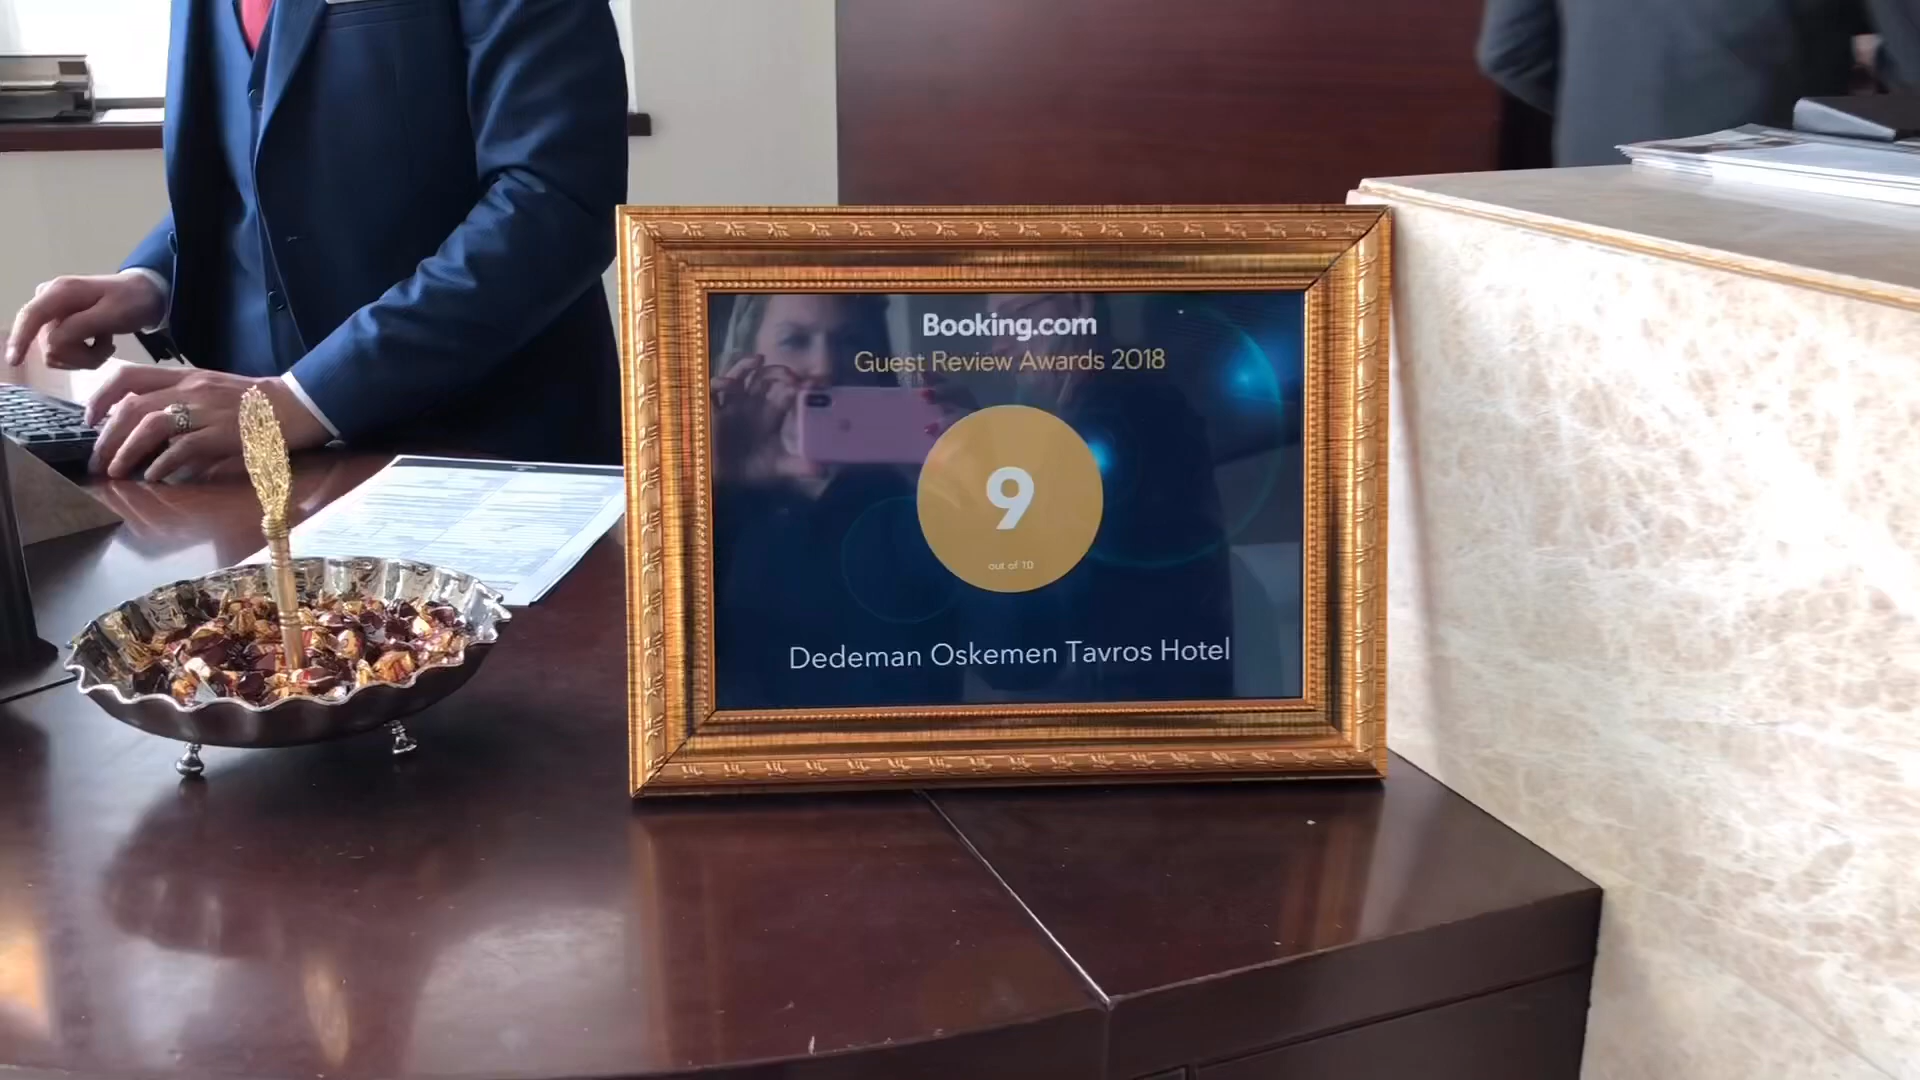 Booking.com
Guest Review Awards 2018
9
out of 10
Dedeman Oskemen Tavros Hotel